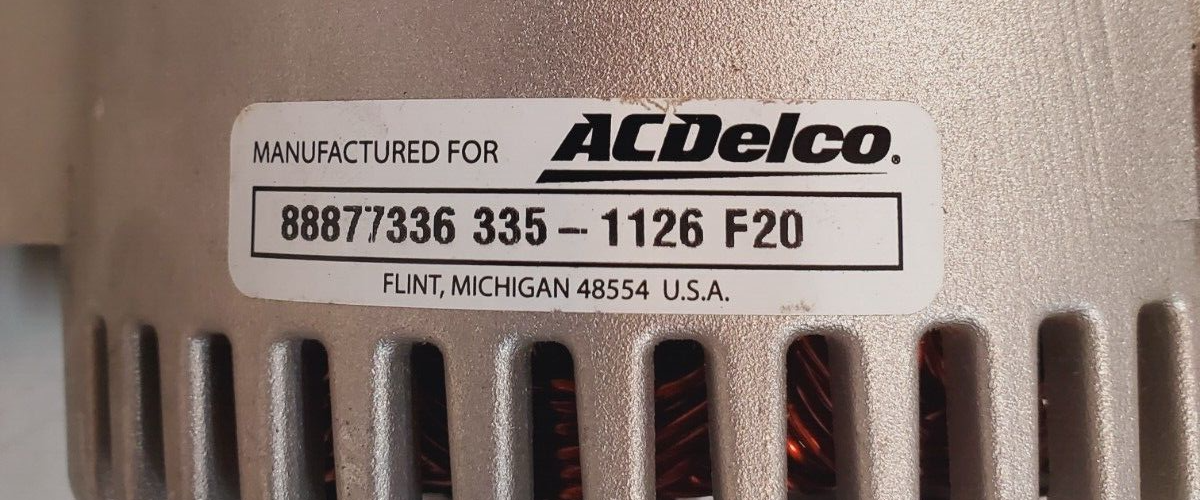 MANUFACTURED FOR ACDelco.
88877336 335-1126 F20
FLINT, MICHIGAN 48554 U.S.A.